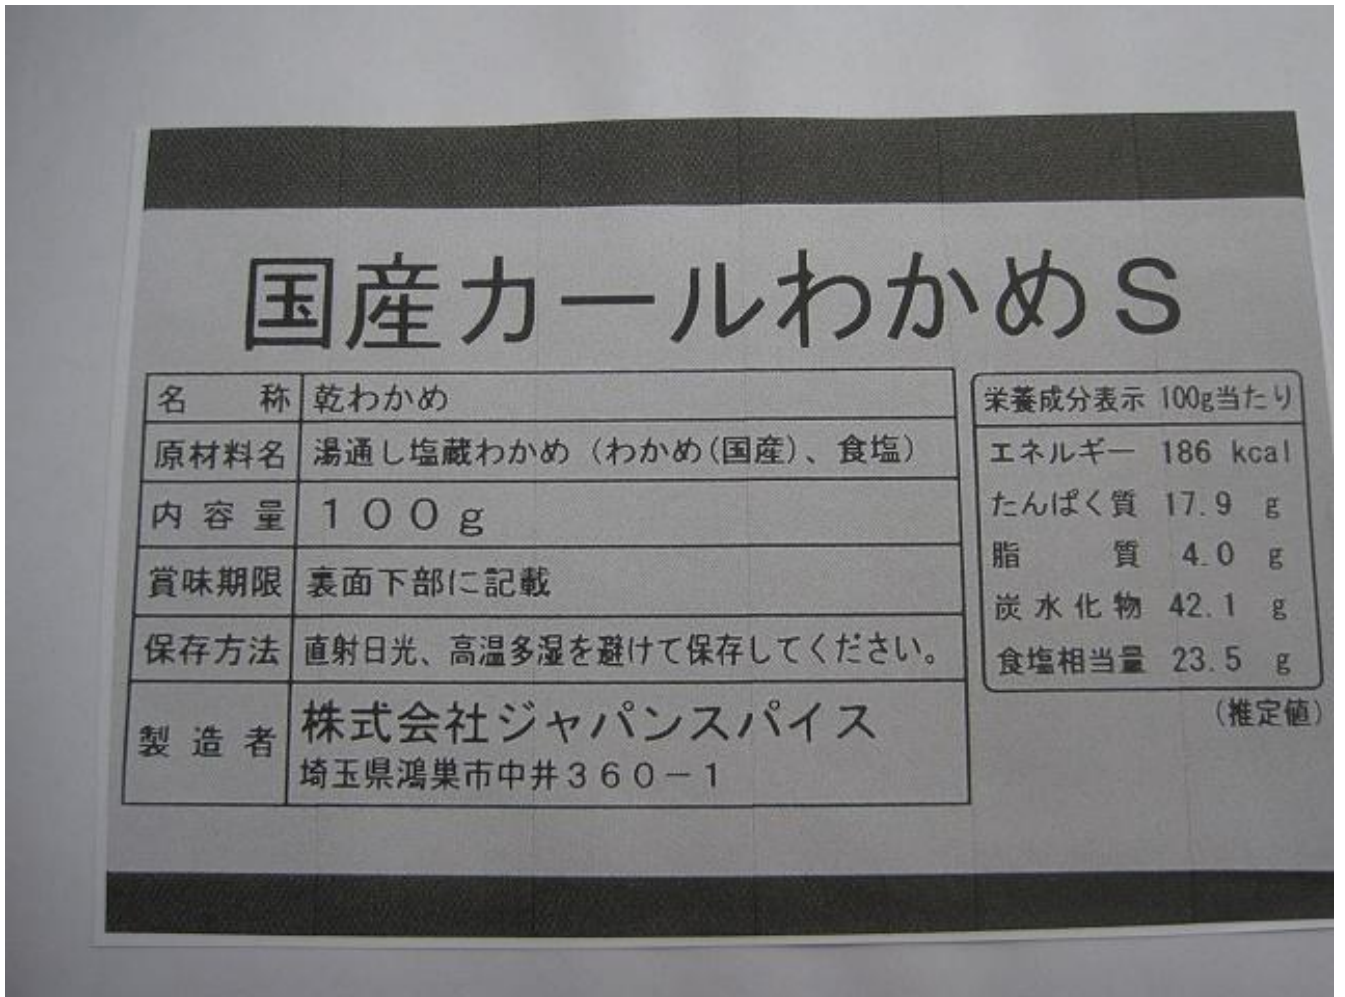 国産カールわかめS
名称 乾わかめ
原材料名 湯通し塩蔵わかめ（わかめ(国産)、食塩）
内容量 １００ｇ
賞味期限 裏面下部に記載
保存方法 直射日光、高温多湿を避けて保存してください。
製造者 株式会社ジャパンスパイス
埼玉県鴻巣市中井３６０－１
栄養成分表示 100g当たり
エネルギー 186 kcal
たんぱく質 17.9 g
脂質 4.0 g
炭水化物 42.1 g
食塩相当量 23.5 g
（推定値）